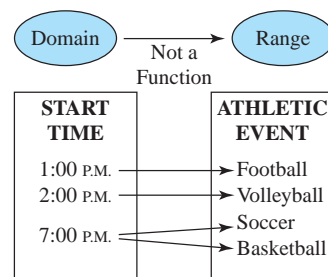 Domain
Range
Not a
Function
START
TIME
ATHLETIC
EVENT
1:00 P.M.
Football
2:00 P.M.
Volleyball
7:00 P.M.
Soccer
Basketball